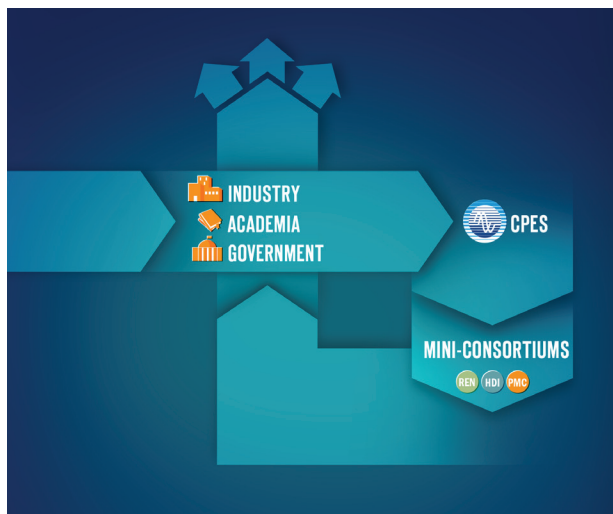 INDUSTRY
ACADEMIA
GOVERNMENT
CPES
MINI-CONSORTIUMS
REN HDI PMC